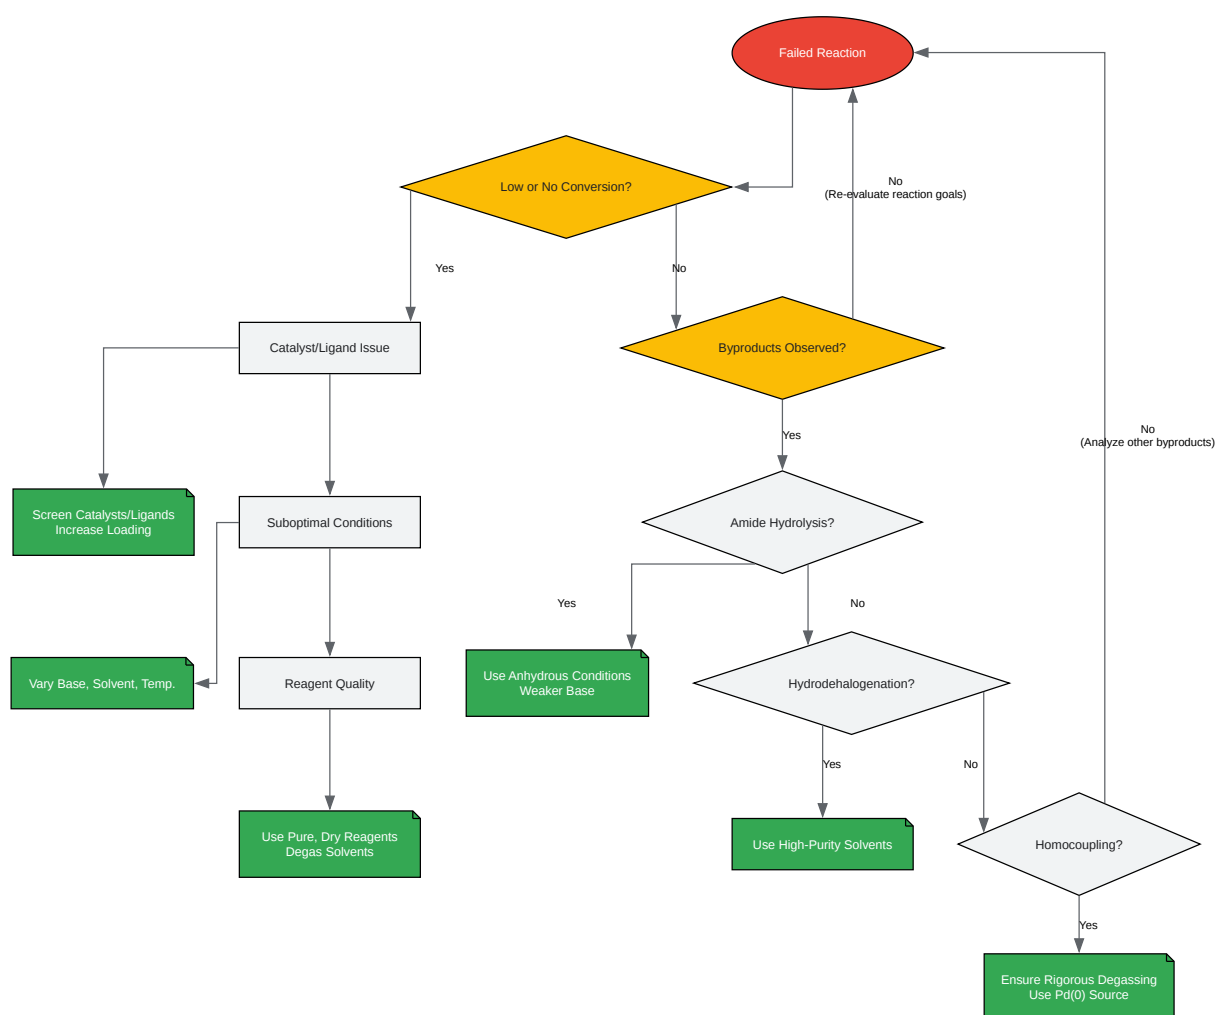 Failed Reaction
Low or No Conversion?
No
(Re-evaluate reaction goals)
Yes
No
Catalyst/Ligand Issue
Byproducts Observed?
No
(Analyze other byproducts)
Yes
Screen Catalysts/Ligands
Increase Loading
Suboptimal Conditions
Amide Hydrolysis?
Yes
No
Vary Base, Solvent, Temp.
Reagent Quality
Use Anhydrous Conditions
Weaker Base
Hydrodehalogenation?
Yes
No
Use Pure, Dry Reagents
Degas Solvents
Use High-Purity Solvents
Homocoupling?
Yes
Ensure Rigorous Degassing
Use Pd(0) Source